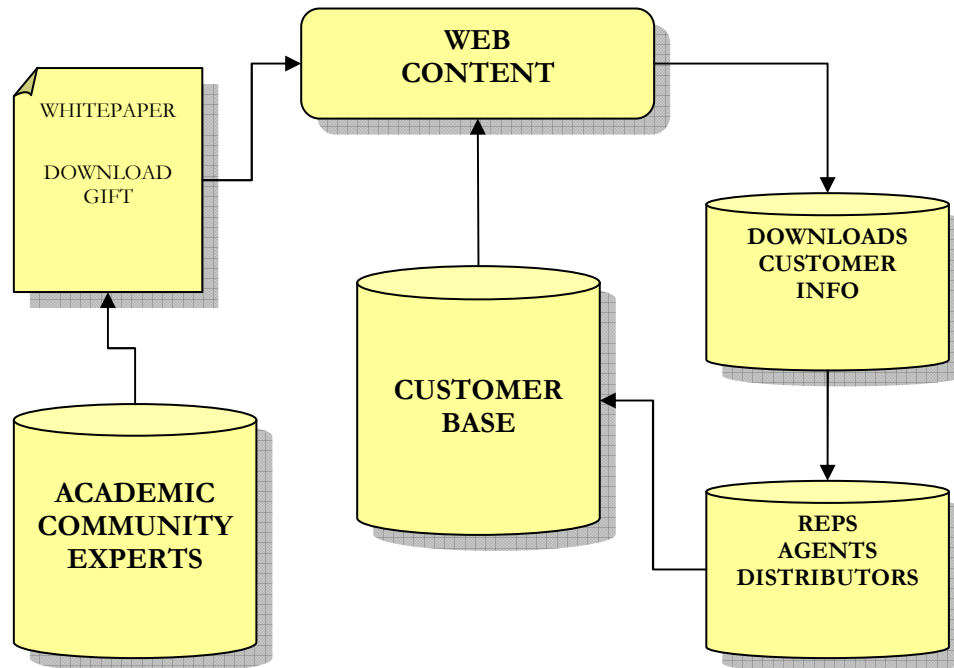 WEB
CONTENT
WHITEPAPER
DOWNLOAD
GIFT
DOWNLOADS
CUSTOMER
INFO
CUSTOMER
BASE
ACADEMIC
COMMUNITY
EXPERTS
REPS
AGENTS
DISTRIBUTORS